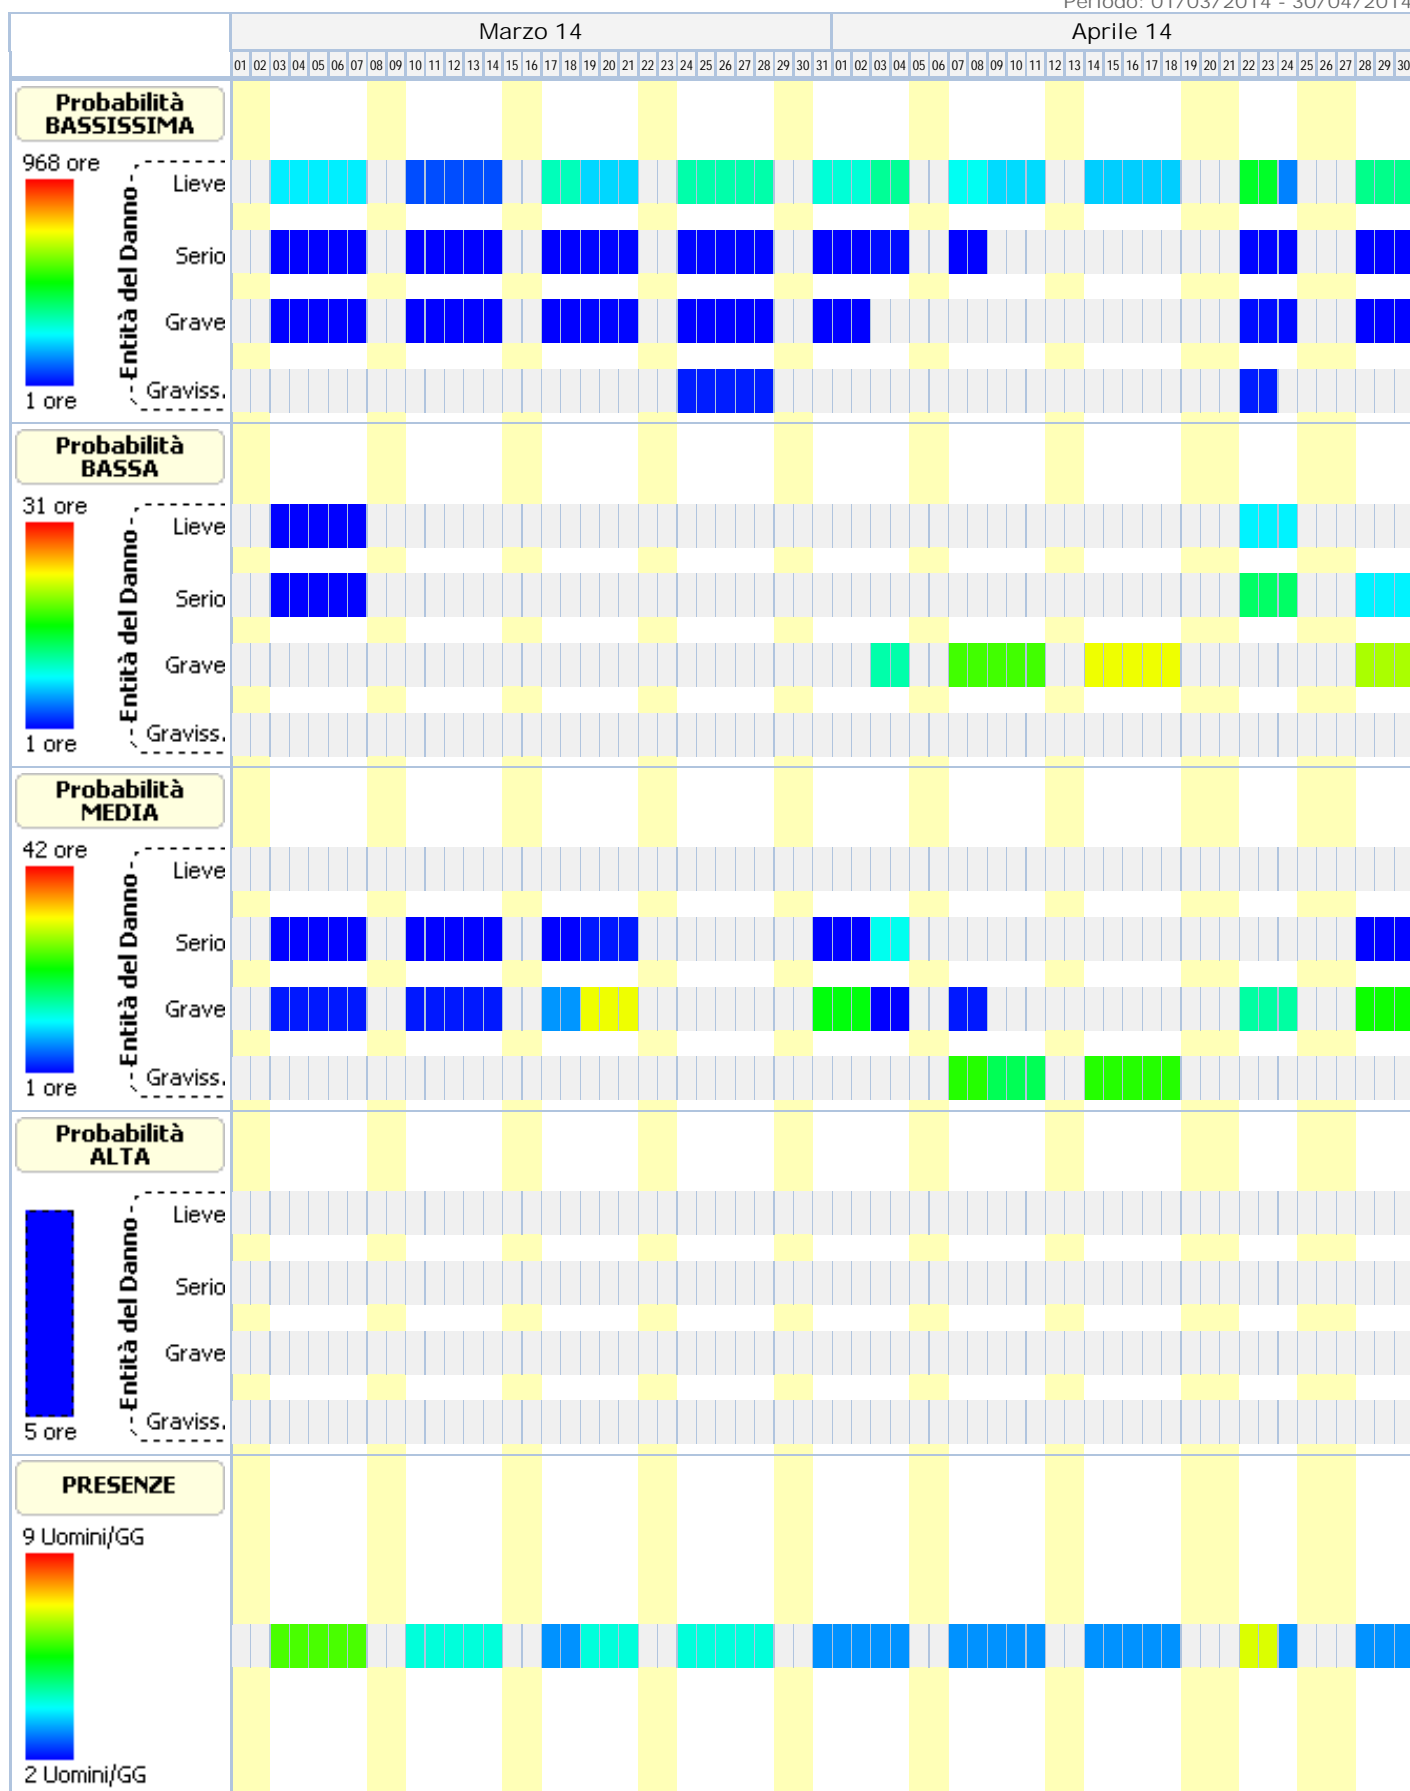 Periodo: 01/03/2014 - 30/04/2014
Marzo 14 Aprile 14
01 02 03 04 05 06 07 08 09 10 11 12 13 14 15 16 17 18 19 20 21 22 23 24 25 26 27 28 29 30 31 01 02 03 04 05 06 07 08 09 10 11 12 13 14 15 16 17 18 19 20 21 22 23 24 25 26 27 28 29 30
Probabilità
BASSISSIMA
968 ore
Entità del Danno
Lieve
Serio
Grave
Graviss.
1 ore
Probabilità
BASSA
31 ore
Entità del Danno
Lieve
Serio
Grave
Graviss.
1 ore
Probabilità
MEDIA
42 ore
Entità del Danno
Lieve
Serio
Grave
Graviss.
1 ore
Probabilità
ALTA
Entità del Danno
Lieve
Serio
Grave
Graviss.
5 ore
PRESENZE
9 Uomini/GG
2 Uomini/GG